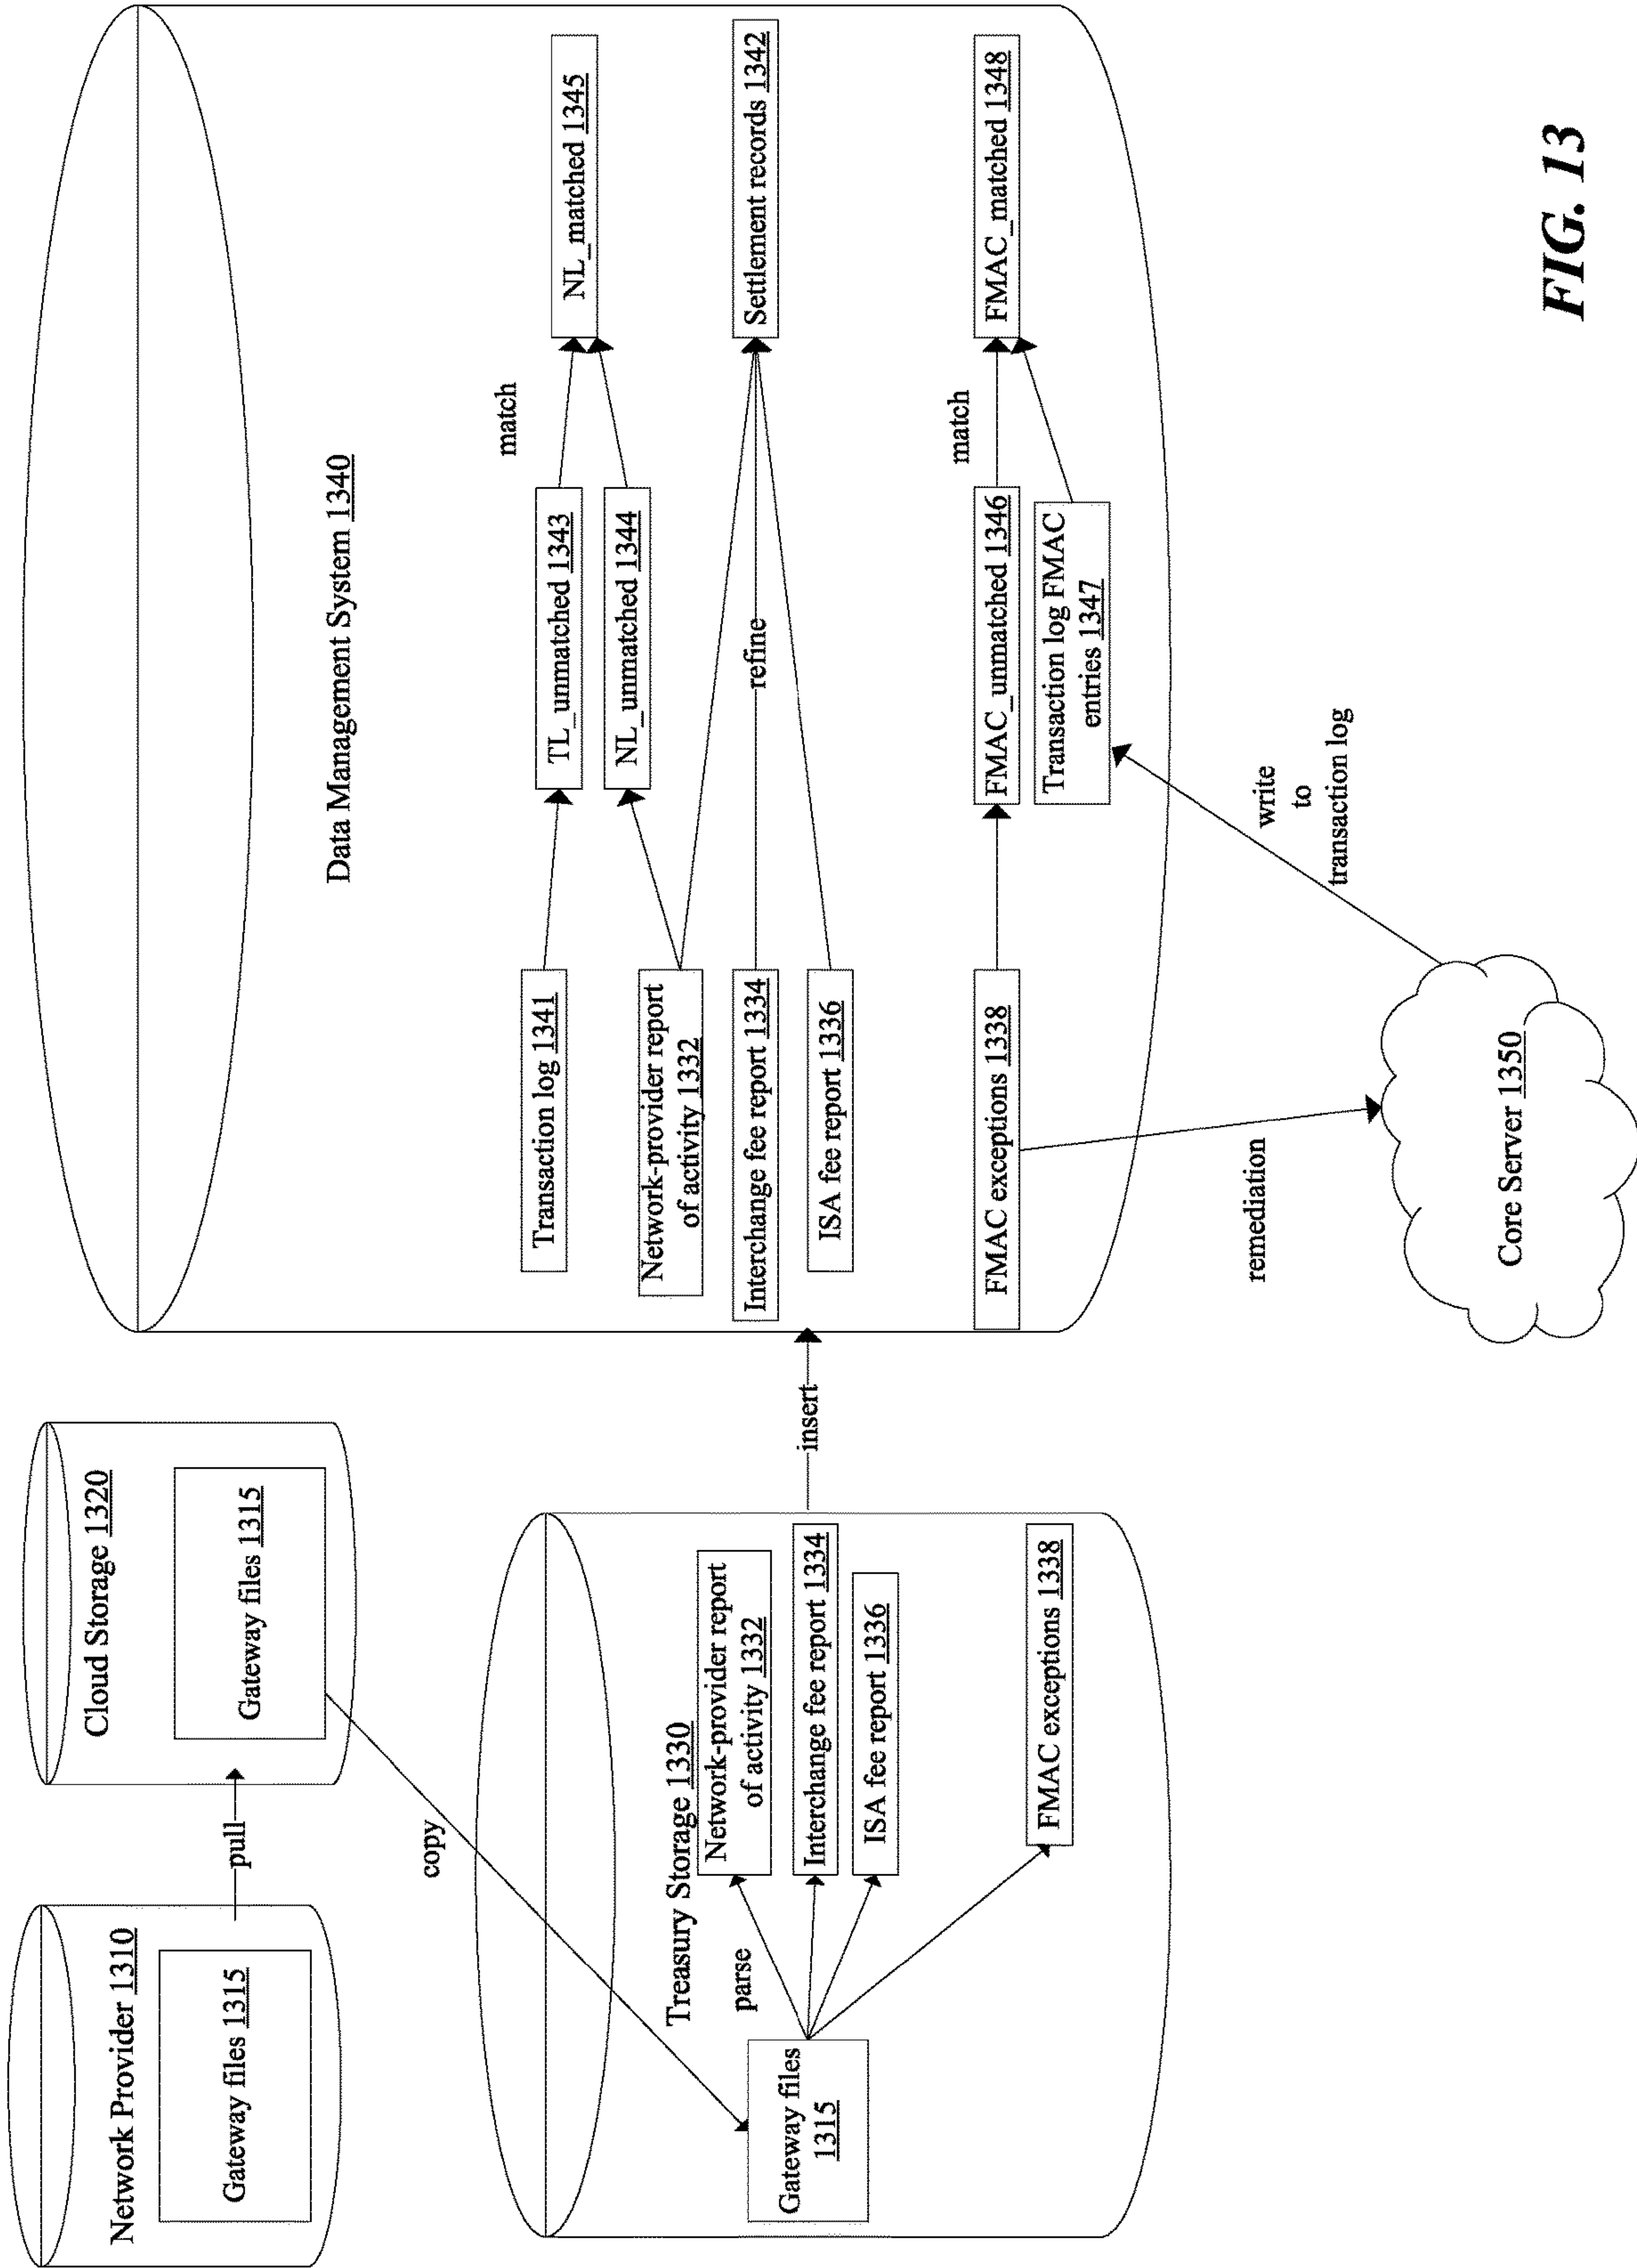 Network Provider 1310
Gateway files 1315
pull
Cloud Storage 1320
Gateway files 1315
copy
Treasury Storage 1330
Gateway files
1315
parse
Network-provider report
of activity 1332
Interchange fee report 1334
ISA fee report 1336
FMAC exceptions 1338
insert
Data Management System 1340
Transaction log 1341
Network-provider report
of activity 1332
Interchange fee report 1334
ISA fee report 1336
FMAC exceptions 1338
TL_unmatched 1343
NL_unmatched 1344
match
NL_matched 1345
refine
Settlement records 1342
FMAC_unmatched 1346
Transaction log FMAC
entries 1347
match
FMAC_matched 1348
remediation
Core Server 1350
write
to
transaction log
FIG. 13